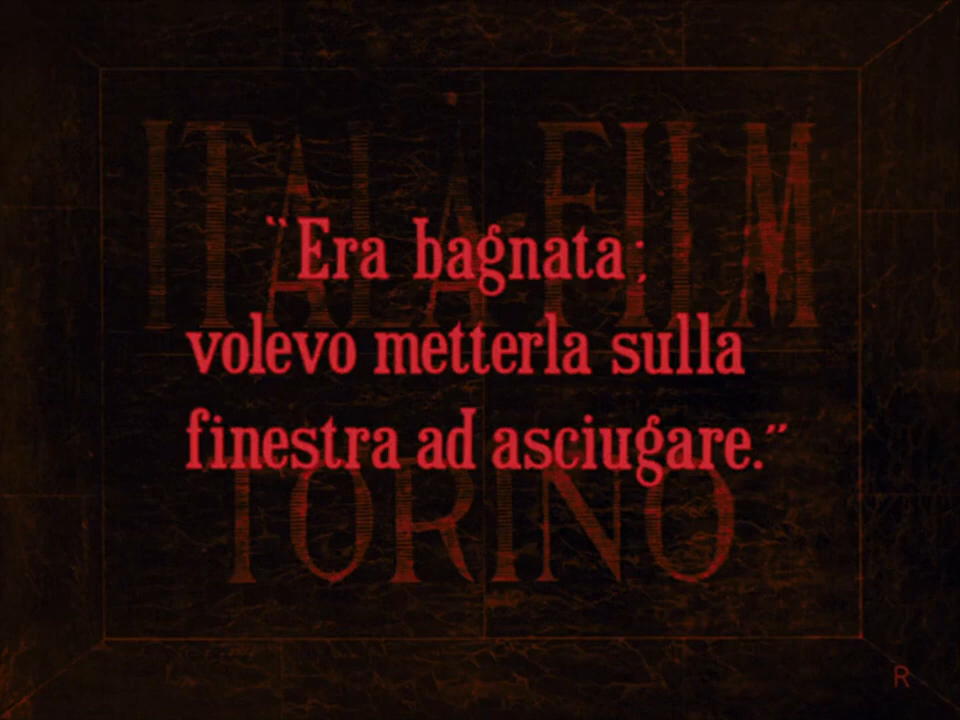 ITALA FILM
"Era bagnata;
volevo metterla sulla
finestra ad asciugare."
TORINO
R